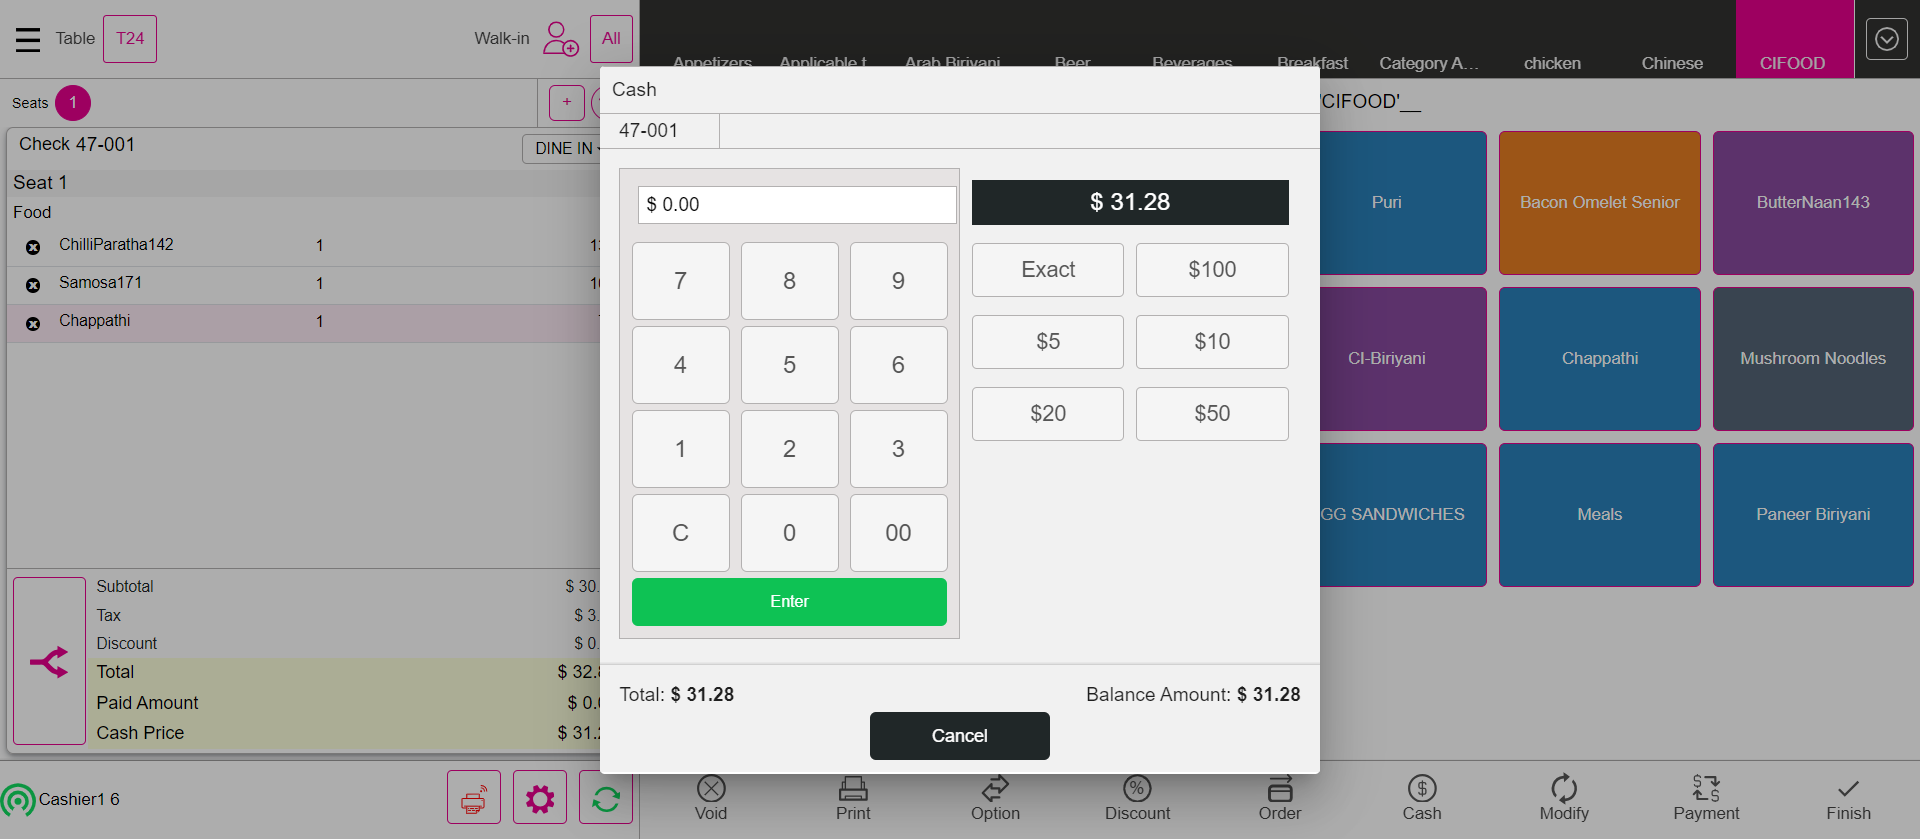 Table T24 Walk-in All
Appetizers Applicable t Arab Biriyani Beer Beverages Breakfast Category A... chicken Chinese CIFOOD
Seats 1 +
'CIFOOD'__
Check 47-001 DINE IN
Seat 1
Food
ChilliParatha142 1
Samosa171 1
Chappathi 1
Subtotal $ 30.
Tax $ 3.
Discount $ 0.
Total $ 32.
Paid Amount $ 0.
Cash Price $ 31.
Cashier1 6
Cash
47-001
$ 0.00
$ 31.28
7 8 9
4 5 6
1 2 3
C 0 00
Enter
Exact $100
$5 $10
$20 $50
Total: $ 31.28 Balance Amount: $ 31.28
Cancel
Puri Bacon Omelet Senior ButterNaan143
CI-Biriyani Chappathi Mushroom Noodles
GG SANDWICHES Meals Paneer Biriyani
Void Print Option Discount Order Cash Modify Payment Finish